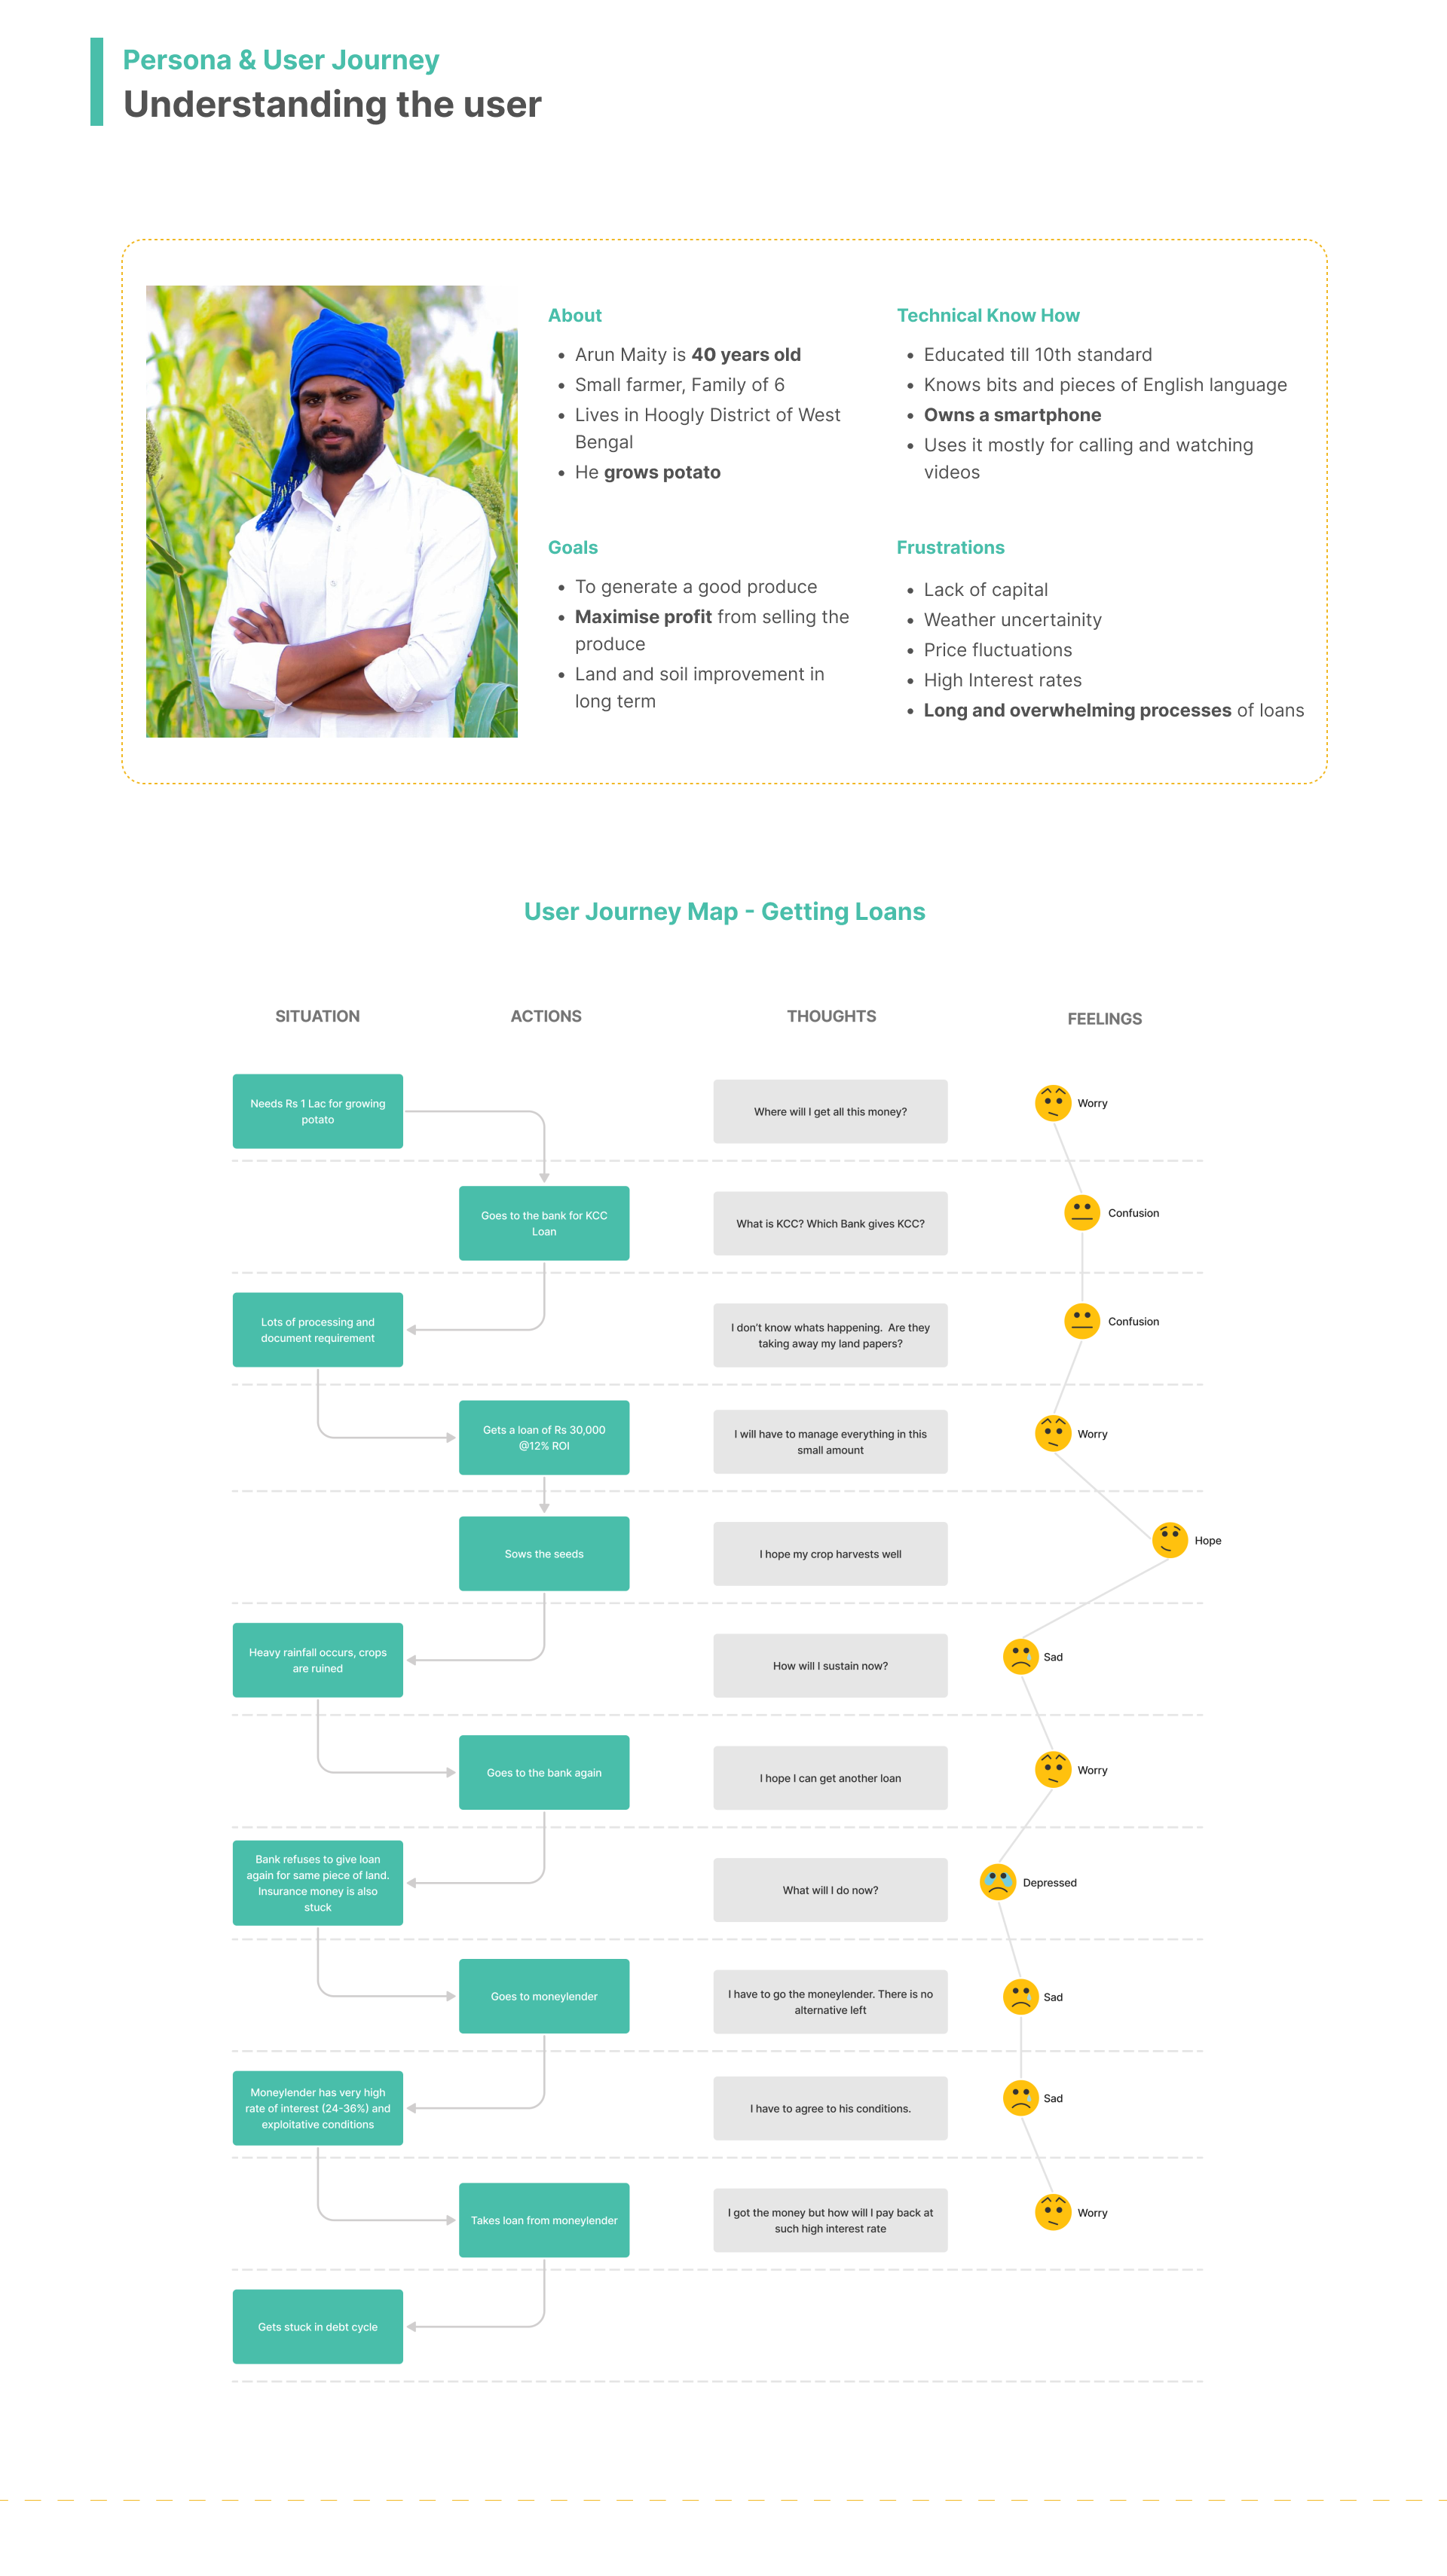 Persona & User Journey
Understanding the user
About
• Arun Maity is 40 years old
• Small farmer, Family of 6
• Lives in Hoogly District of West
Bengal
• He grows potato
Technical Know How
• Educated till 10th standard
• Knows bits and pieces of English language
• Owns a smartphone
• Uses it mostly for calling and watching
videos
Goals
• To generate a good produce
• Maximise profit from selling the
produce
• Land and soil improvement in
long term
Frustrations
• Lack of capital
• Weather uncertainity
• Price fluctuations
• High Interest rates
• Long and overwhelming processes of loans
User Journey Map - Getting Loans
SITUATION
ACTIONS
THOUGHTS
FEELINGS
Needs Rs 1 Lac for growing
potato
Where will I get all this money?
Worry
Goes to the bank for KCC
Loan
What is KCC? Which Bank gives KCC?
Confusion
Lots of processing and
document requirement
I don't know whats happening. Are they
taking away my land papers?
Confusion
Gets a loan of Rs 30,000
@12% ROI
I will have to manage everything in this
small amount
Worry
Sows the seeds
I hope my crop harvests well
Hope
Heavy rainfall occurs, crops
are ruined
How will I sustain now?
Sad
Goes to the bank again
I hope I can get another loan
Worry
Bank refuses to give loan
again for same piece of land.
Insurance money is also
stuck
What will I do now?
Depressed
Goes to moneylender
I have to go the moneylender. There is no
alternative left
Sad
Moneylender has very high
rate of interest (24-36%) and
exploitative conditions
I have to agree to his conditions.
Sad
Takes loan from moneylender
I got the money but how will I pay back at
such high interest rate
Worry
Gets stuck in debt cycle